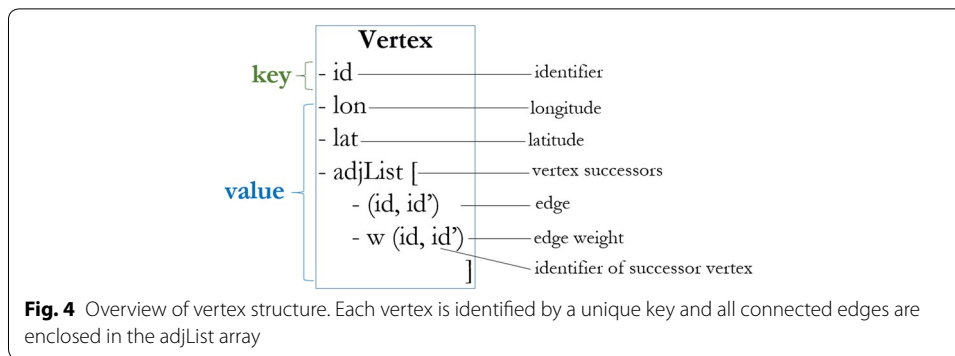 Vertex
key - id identifier
- lon longitude
- lat latitude
- adjList [ vertex successors
value
- (id, id’) edge
- w (id, id’) edge weight
identifier of successor vertex
]
Fig. 4 Overview of vertex structure. Each vertex is identified by a unique key and all connected edges are
enclosed in the adjList array